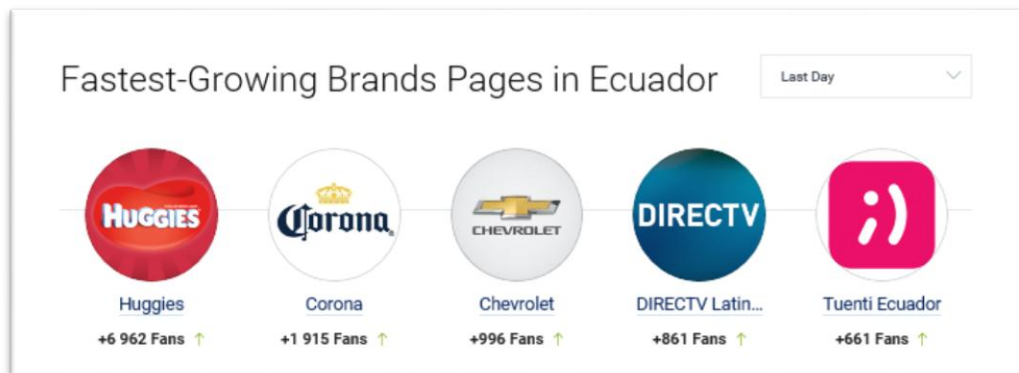 Fastest-Growing Brands Pages in Ecuador
Last Day
HUGGIES
Corona
CHEVROLET
DIRECTV
;)
Huggies
Corona
Chevrolet
DIRECTV Latin...
Tuenti Ecuador
+6 962 Fans ↑
+1 915 Fans ↑
+996 Fans ↑
+861 Fans ↑
+661 Fans ↑